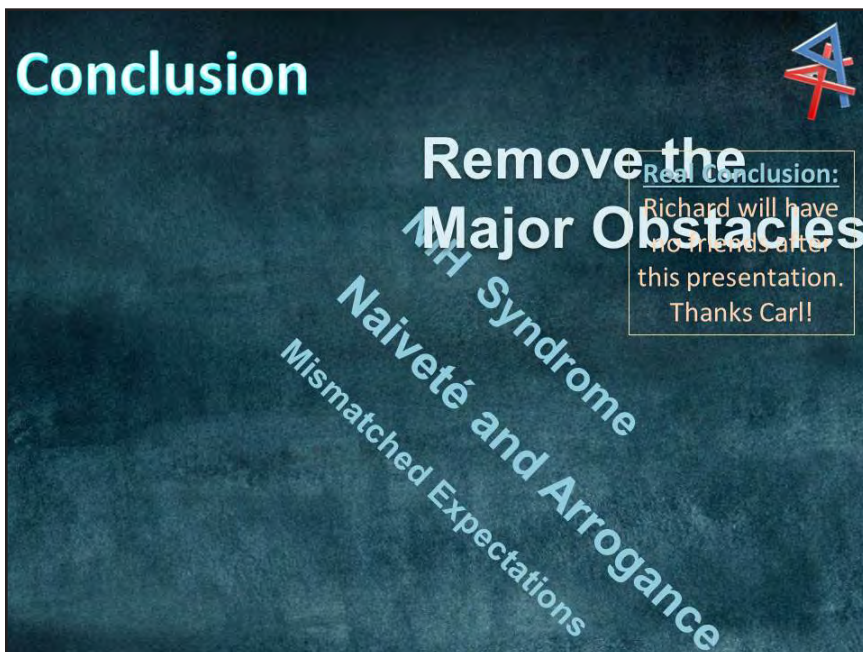 Conclusion
Remove the
Major Obstacles
Real Conclusion:
Richard will have
no friends after
this presentation.
Thanks Carl!
NIH Syndrome
Naiveté and Arrogance
Mismatched Expectations